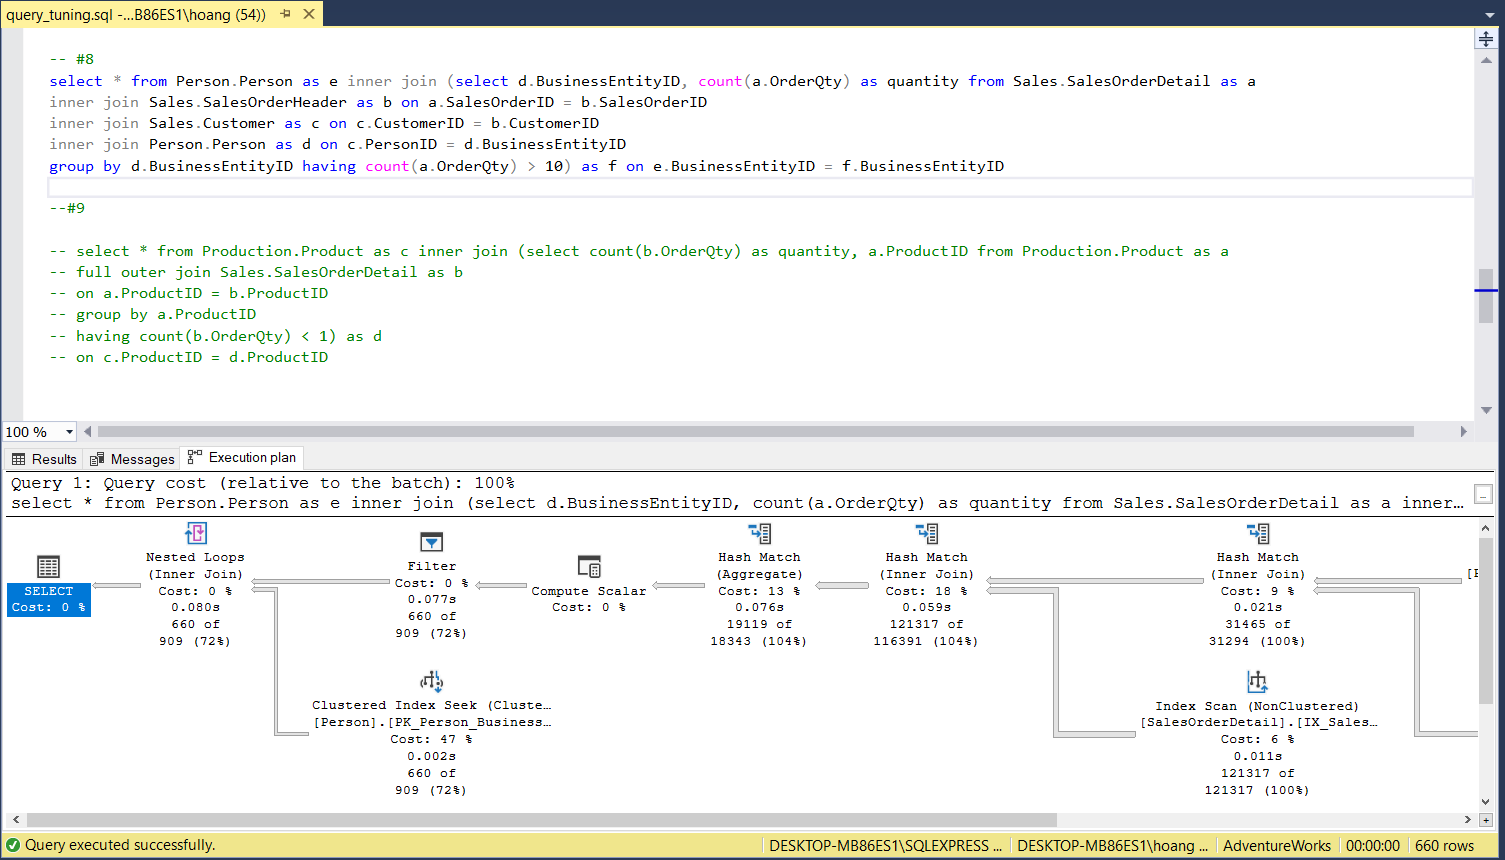 query_tuning.sql -...B86ES1\hoang (54))
-- #8
select * from Person.Person as e inner join (select d.BusinessEntityID, count(a.OrderQty) as quantity from Sales.SalesOrderDetail as a
inner join Sales.SalesOrderHeader as b on a.SalesOrderID = b.SalesOrderID
inner join Sales.Customer as c on c.CustomerID = b.CustomerID
inner join Person.Person as d on c.PersonID = d.BusinessEntityID
group by d.BusinessEntityID having count(a.OrderQty) > 10) as f on e.BusinessEntityID = f.BusinessEntityID
--#9
-- select * from Production.Product as c inner join (select count(b.OrderQty) as quantity, a.ProductID from Production.Product as a
-- full outer join Sales.SalesOrderDetail as b
-- on a.ProductID = b.ProductID
-- group by a.ProductID
-- having count(b.OrderQty) < 1) as d
-- on c.ProductID = d.ProductID
100 %
Results Messages Execution plan
Query 1: Query cost (relative to the batch): 100%
select * from Person.Person as e inner join (select d.BusinessEntityID, count(a.OrderQty) as quantity from Sales.SalesOrderDetail as a inner…
SELECT
Cost: 0 %
Nested Loops
(Inner Join)
Cost: 0 %
0.080s
660 of
909 (72%)
Filter
Cost: 0 %
0.077s
660 of
909 (72%)
Compute Scalar
Cost: 0 %
Hash Match
(Aggregate)
Cost: 13 %
0.076s
19119 of
18343 (104%)
Hash Match
(Inner Join)
Cost: 18 %
0.059s
121317 of
116391 (104%)
Hash Match
(Inner Join)
Cost: 9 %
0.021s
31465 of
31294 (100%)
Clustered Index Seek (Cluste…
[Person].[PK_Person_Business…
Cost: 47 %
0.002s
660 of
909 (72%)
Index Scan (NonClustered)
[SalesOrderDetail].[IX_Sales…
Cost: 6 %
0.011s
121317 of
121317 (100%)
Query executed successfully.
DESKTOP-MB86ES1\SQLEXPRESS ... DESKTOP-MB86ES1\hoang ... AdventureWorks 00:00:00 660 rows